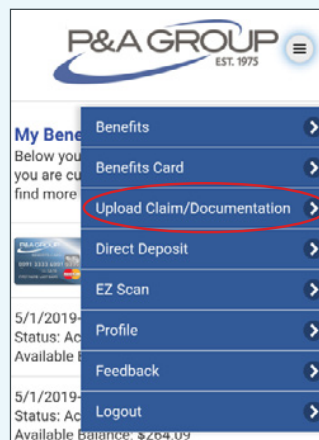 P&A GROUP
EST. 1975
My Bene
Below you
you are cu
find more
Benefits
Benefits Card
Upload Claim/Documentation
Direct Deposit
EZ Scan
Profile
Feedback
Logout
P&A GROUP
5/1/2019-
Status: Ac
Available B
5/1/2019-
Status: Ac
Available Balance: $264.09